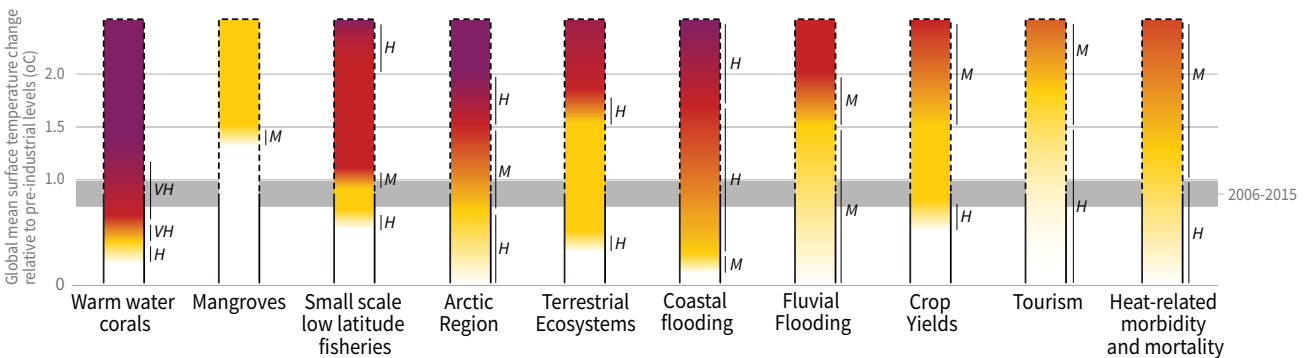 Global mean surface temperature change
relative to pre-industrial levels (oC)
2.0
1.5
1.0
0
H
H
VH
VH
H
M
M
H
H
M
H
H
H
H
H
M
M
M
M
H
M
H
M
H
2006-2015
Warm water
corals
Mangroves
Small scale
low latitude
fisheries
Arctic
Region
Terrestrial
Ecosystems
Coastal
flooding
Fluvial
Flooding
Crop
Yields
Tourism
Heat-related
morbidity
and mortality